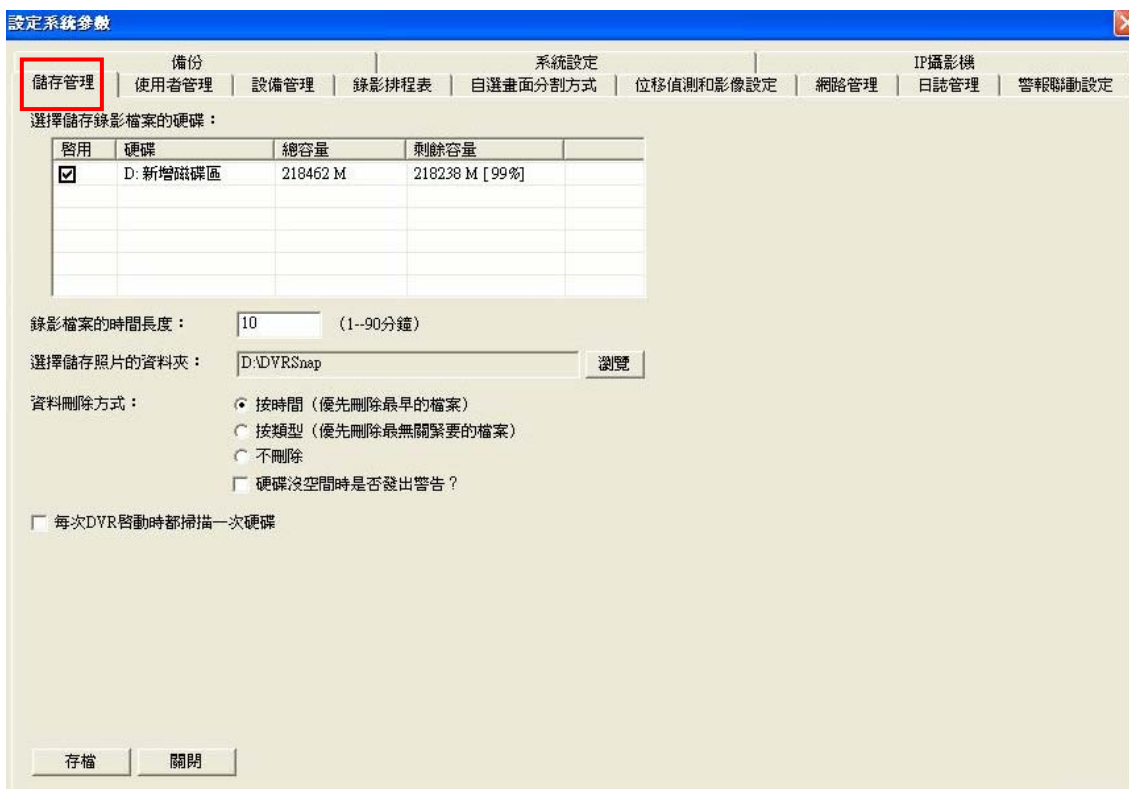 設定系統參數
備份 系統設定 IP攝影機
儲存管理 使用者管理 設備管理 錄影排程表 自選畫面分割方式 位移偵測和影像設定 網路管理 日誌管理 警報聯動設定
選擇儲存錄影檔案的硬碟：
啓用 硬碟 總容量 剩餘容量
D: 新增磁碟區 218462 M 218238 M [ 99%]
錄影檔案的時間長度： 10 (1--90分鐘)
選擇儲存照片的資料夾： D:\DVRSnap 瀏覽
資料刪除方式： 按時間（優先刪除最早的檔案）
按類型（優先刪除最無關緊要的檔案）
不刪除
硬碟沒空間時是否發出警告？
每次DVR啓動時都掃描一次硬碟
存檔 關閉